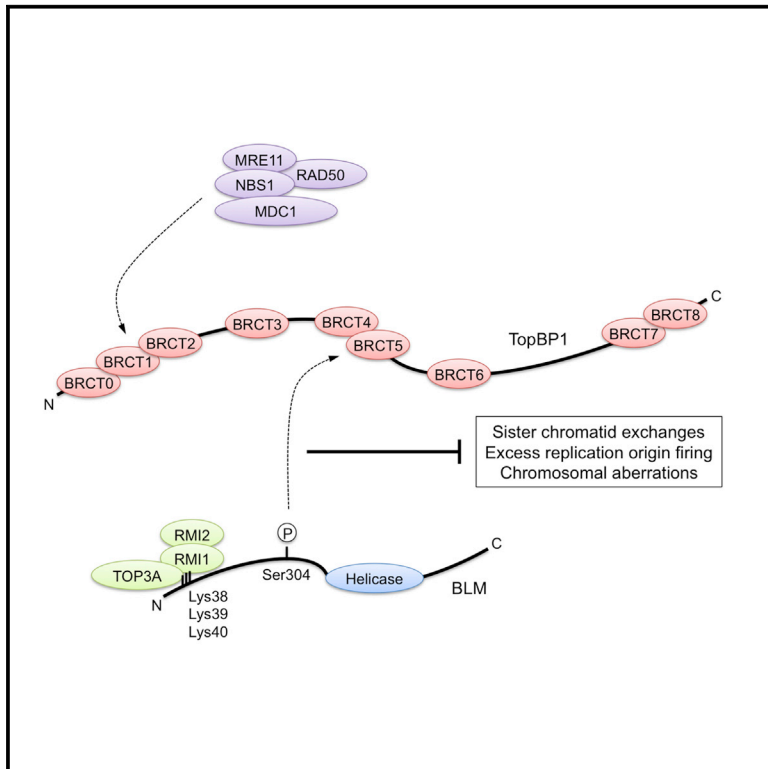 MRE11
RAD50
NBS1
MDC1
C
BRCT8
BRCT7
TopBP1
BRCT4
BRCT3
BRCT5
BRCT2
BRCT1
BRCT6
BRCT0
N
Sister chromatid exchanges
Excess replication origin firing
Chromosomal aberrations
RMI2
P
C
RMI1
TOP3A
Ser304
Helicase
BLM
N
Lys38
Lys39
Lys40